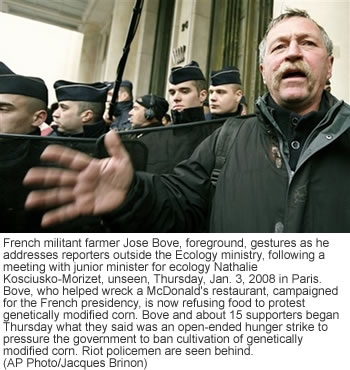 French militant farmer Jose Bove, foreground, gestures as he
addresses reporters outside the Ecology ministry, following a
meeting with junior minister for ecology Nathalie
Kosciusko-Morizet, unseen, Thursday, Jan. 3, 2008 in Paris.
Bove, who helped wreck a McDonald's restaurant, campaigned
for the French presidency, is now refusing food to protest
genetically modified corn. Bove and about 15 supporters began
Thursday what they said was an open-ended hunger strike to
pressure the government to ban cultivation of genetically
modified corn. Riot policemen are seen behind.
(AP Photo/Jacques Brinon)